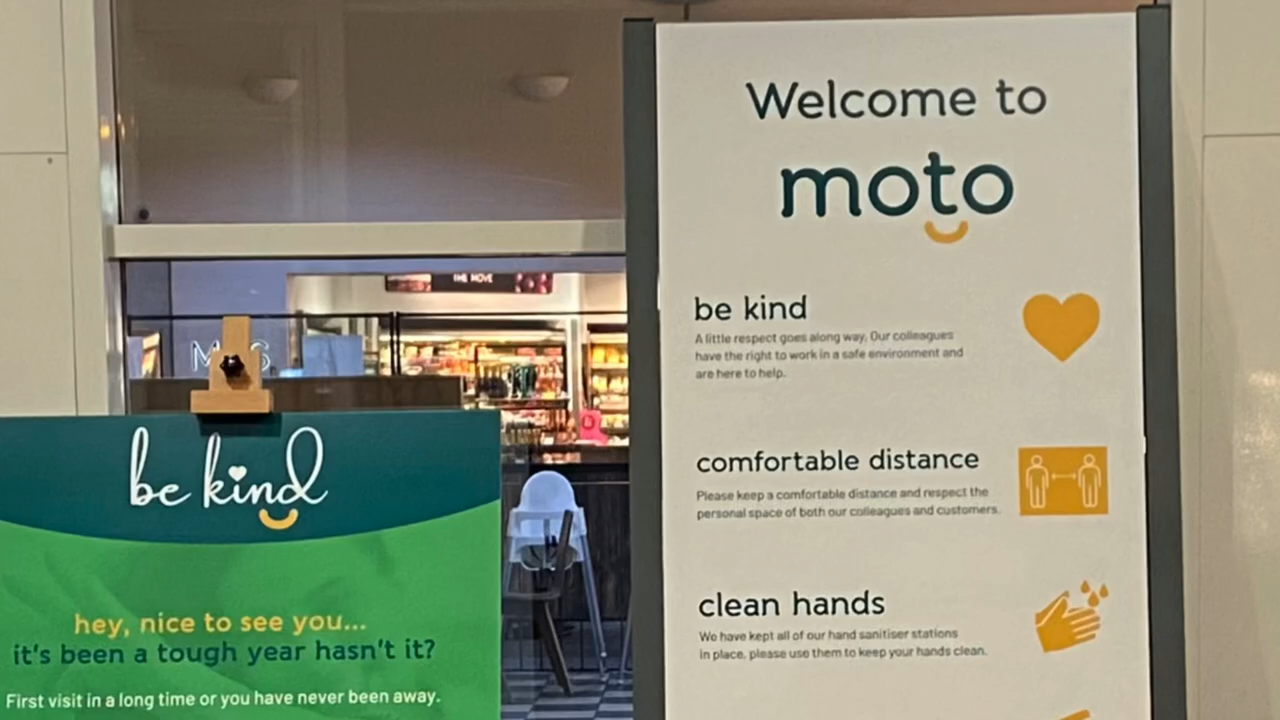 Welcome to
moto
be kind
A little respect goes along way. Our colleagues
have the right to work in a safe environment and
are here to help.
comfortable distance
Please keep a comfortable distance and respect the
personal space of both our colleagues and customers.
clean hands
We have kept all of our hand sanitiser stations
In place, please use them to keep your hands clean.
THE MOVE
be kind
hey, nice to see you...
it's been a tough year hasn't it?
First visit in a long time or you have never been away.